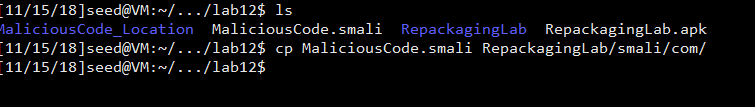 [11/15/18]seed@VM:~/.../lab12$ ls
MaliciousCode_Location  MaliciousCode.smali  RepackagingLab  RepackagingLab.apk
[11/15/18]seed@VM:~/.../lab12$ cp MaliciousCode.smali RepackagingLab/smali/com/
[11/15/18]seed@VM:~/.../lab12$